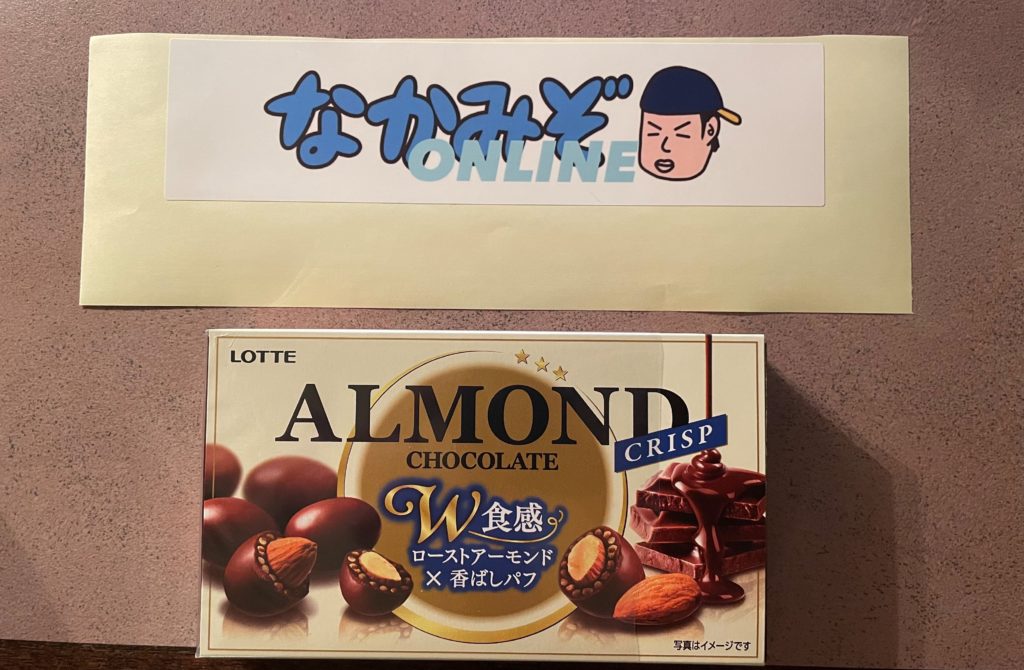 なかみぞ
ONLINE
LOTTE
ALMOND
CRISP
CHOCOLATE
W食感
ローストアーモンド
×香ばしパフ
写真はイメージです